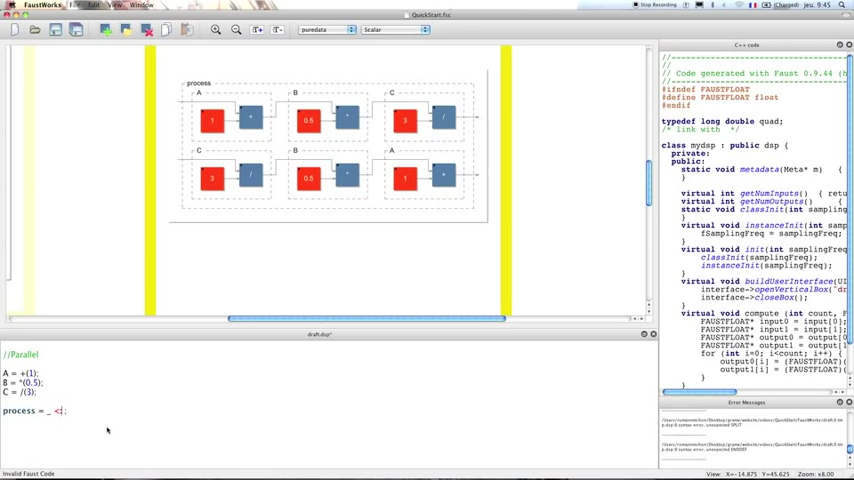 FaustWorks File Edit View Window
Stop Recording (Charged) jeu. 9:45
QuickStart.fsc
puredata Scalar
process
A B C
1 + 0.5 * 3 /
C B A
3 / 0.5 * 1 +
C++ code
//----------------------------
//
// Code generated with Faust 0.9.44 (h
//
//----------------------------
#ifndef FAUSTFLOAT
#define FAUSTFLOAT float
#endif
typedef long double quad;
/* link with */
class mydsp : public dsp {
private:
public:
static void metadata(Meta* m)
}
virtual int getNumInputs() { retu
virtual int getNumOutputs() {
static void classInit(int sampling
}
virtual void instanceInit(int samp
fSamplingFreq = samplingFreq;
}
virtual void init(int samplingFreq
classInit(samplingFreq);
instanceInit(samplingFreq);
}
virtual void buildUserInterface(UI
interface->openVerticalBox("dr
interface->closeBox();
}
virtual void compute (int count, F
FAUSTFLOAT* input0 = input[0];
FAUSTFLOAT* input1 = input[1];
FAUSTFLOAT* output0 = output[0
FAUSTFLOAT* output1 = output[1
for (int i=0; i<count; i++) {
output0[i] = (FAUSTFLOAT)(
output1[i] = (FAUSTFLOAT)(
}
}
draft.dsp*
//Parallel
A = +(1);
B = *(0.5);
C = /(3);
process = _ <:;
Error Messages
syntax error, unexpected SPLIT
syntax error, unexpected ENDDEF
Invalid Faust Code
View: X=-14.875, Y=45.625 Zoom: x8.00